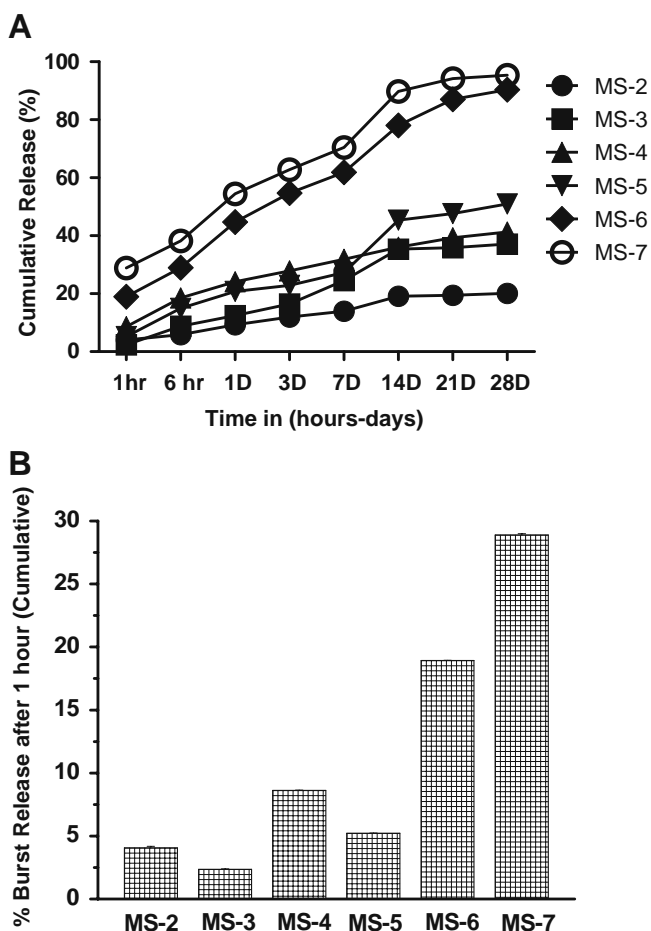 A
Cumulative Release (%)
100
80
60
40
20
0
1hr 6 hr 1D 3D 7D 14D 21D 28D
Time in (hours-days)
MS-2
MS-3
MS-4
MS-5
MS-6
MS-7
B
% Burst Release after 1 hour (Cumulative)
30
25
20
15
10
5
0
MS-2 MS-3 MS-4 MS-5 MS-6 MS-7